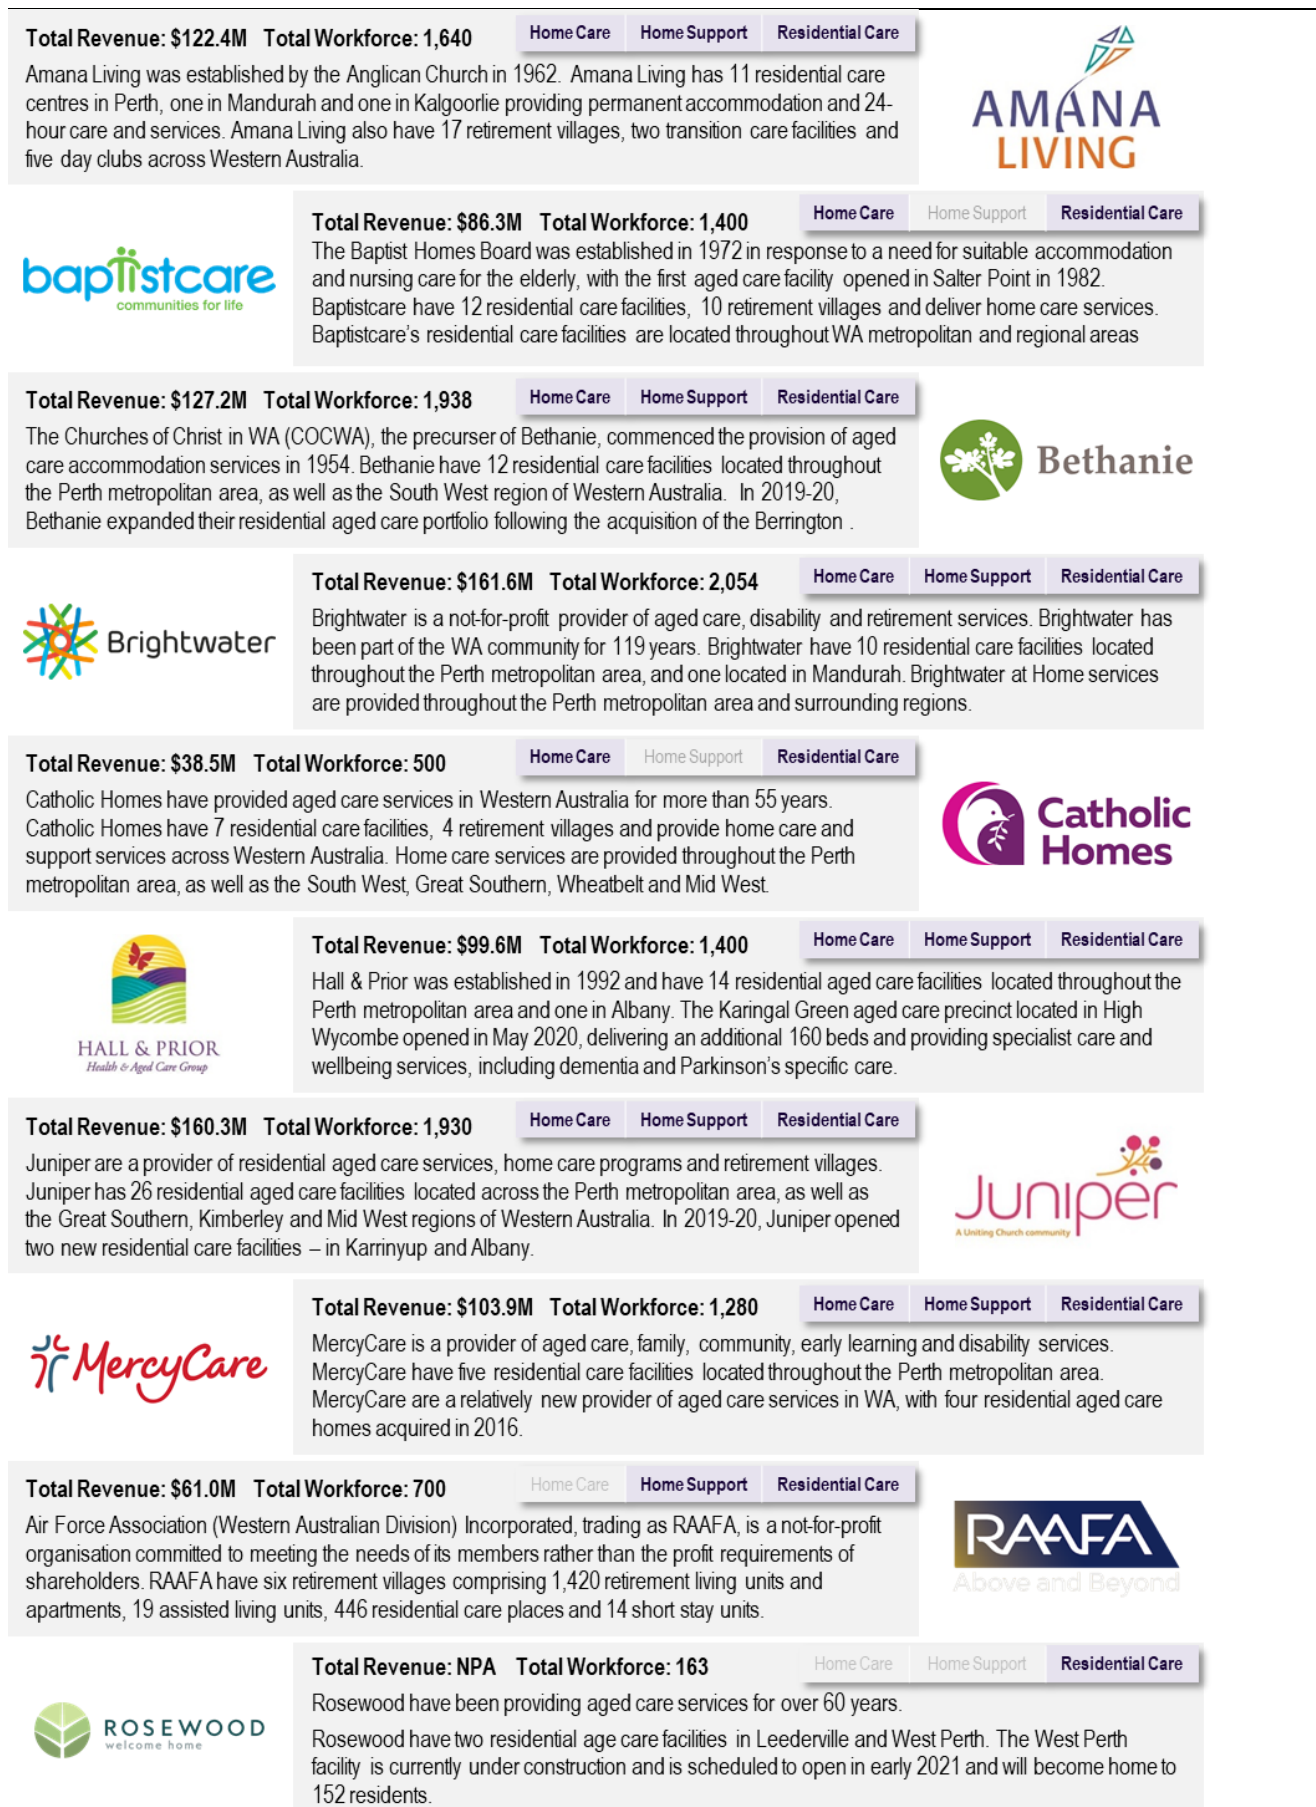 Total Revenue: $122.4M Total Workforce: 1,640
Home Care Home Support Residential Care
Amana Living was established by the Anglican Church in 1962. Amana Living has 11 residential care
centres in Perth, one in Mandurah and one in Kalgoorlie providing permanent accommodation and 24-
hour care and services. Amana Living also have 17 retirement villages, two transition care facilities and
five day clubs across Western Australia.
AMANA
LIVING
baptistcare
communities for life
Total Revenue: $86.3M Total Workforce: 1,400
Home Care Home Support Residential Care
The Baptist Homes Board was established in 1972 in response to a need for suitable accommodation
and nursing care for the elderly, with the first aged care facility opened in Salter Point in 1982.
Baptistcare have 12 residential care facilities, 10 retirement villages and deliver home care services.
Baptistcare's residential care facilities are located throughout WA metropolitan and regional areas
Total Revenue: $127.2M Total Workforce: 1,938
Home Care Home Support Residential Care
The Churches of Christ in WA (COCWA), the precurser of Bethanie, commenced the provision of aged
care accommodation services in 1954. Bethanie have 12 residential care facilities located throughout
the Perth metropolitan area, as well as the South West region of Western Australia. In 2019-20,
Bethanie expanded their residential aged care portfolio following the acquisition of the Berrington .
Bethanie
Brightwater
Total Revenue: $161.6M Total Workforce: 2,054
Home Care Home Support Residential Care
Brightwater is a not-for-profit provider of aged care, disability and retirement services. Brightwater has
been part of the WA community for 119 years. Brightwater have 10 residential care facilities located
throughout the Perth metropolitan area, and one located in Mandurah. Brightwater at Home services
are provided throughout the Perth metropolitan area and surrounding regions.
Total Revenue: $38.5M Total Workforce: 500
Home Care Home Support Residential Care
Catholic Homes have provided aged care services in Western Australia for more than 55 years.
Catholic Homes have 7 residential care facilities, 4 retirement villages and provide home care and
support services across Western Australia. Home care services are provided throughout the Perth
metropolitan area, as well as the South West, Great Southern, Wheatbelt and Mid West.
Catholic
Homes
HALL & PRIOR
Health & Aged Care Group
Total Revenue: $99.6M Total Workforce: 1,400
Home Care Home Support Residential Care
Hall & Prior was established in 1992 and have 14 residential aged care facilities located throughout the
Perth metropolitan area and one in Albany. The Karingal Green aged care precinct located in High
Wycombe opened in May 2020, delivering an additional 160 beds and providing specialist care and
wellbeing services, including dementia and Parkinson's specific care.
Total Revenue: $160.3M Total Workforce: 1,930
Home Care Home Support Residential Care
Juniper are a provider of residential aged care services, home care programs and retirement villages.
Juniper has 26 residential aged care facilities located across the Perth metropolitan area, as well as
the Great Southern, Kimberley and Mid West regions of Western Australia. In 2019-20, Juniper opened
two new residential care facilities – in Karrinyup and Albany.
Juniper
A Uniting Church community
MercyCare
Total Revenue: $103.9M Total Workforce: 1,280
Home Care Home Support Residential Care
MercyCare is a provider of aged care, family, community, early learning and disability services.
MercyCare have five residential care facilities located throughout the Perth metropolitan area.
MercyCare are a relatively new provider of aged care services in WA, with four residential aged care
homes acquired in 2016.
Total Revenue: $61.0M Total Workforce: 700
Home Care Home Support Residential Care
Air Force Association (Western Australian Division) Incorporated, trading as RAAFA, is a not-for-profit
organisation committed to meeting the needs of its members rather than the profit requirements of
shareholders. RAAFA have six retirement villages comprising 1,420 retirement living units and
apartments, 19 assisted living units, 446 residential care places and 14 short stay units.
RAAFA
Above and Beyond
ROSEWOOD
welcome home
Total Revenue: NPA Total Workforce: 163
Home Care Home Support Residential Care
Rosewood have been providing aged care services for over 60 years.
Rosewood have two residential age care facilities in Leederville and West Perth. The West Perth
facility is currently under construction and is scheduled to open in early 2021 and will become home to
152 residents.